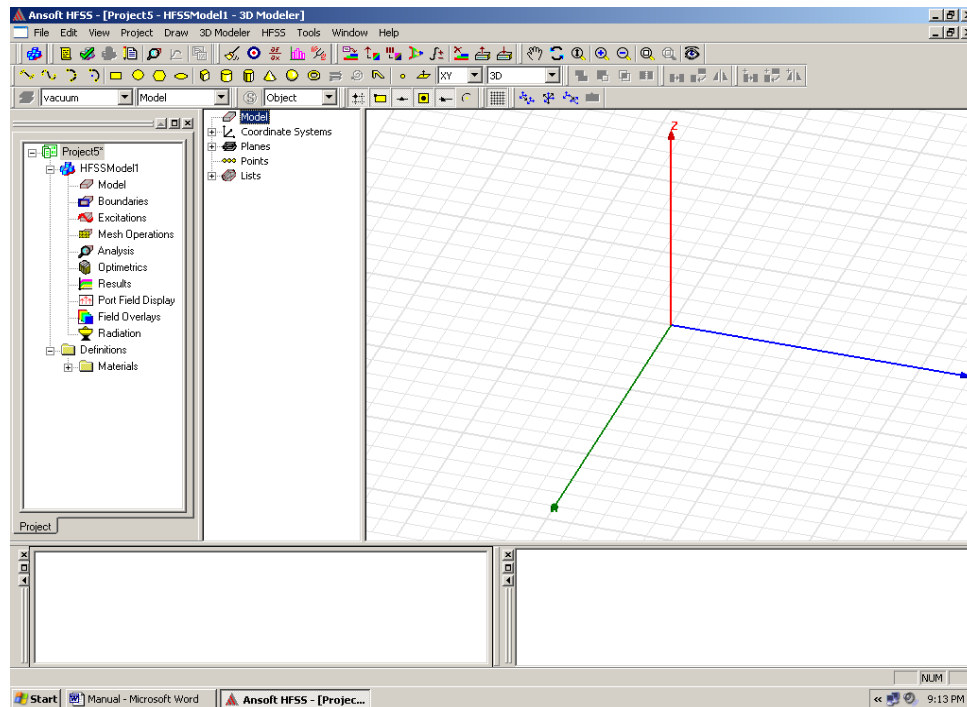 Ansoft HFSS - [Project5 - HFSSModel1 - 3D Modeler]
File Edit View Project Draw 3D Modeler HFSS Tools Window Help
XY 3D
vacuum Model Object
Project5*
HFSSModel1
Model
Boundaries
Excitations
Mesh Operations
Analysis
Optimetrics
Results
Port Field Display
Field Overlays
Radiation
Definitions
Materials
Project
Model
Coordinate Systems
Planes
Points
Lists
Z
NUM
Start Manual - Microsoft Word Ansoft HFSS - [Projec... « 9:13 PM